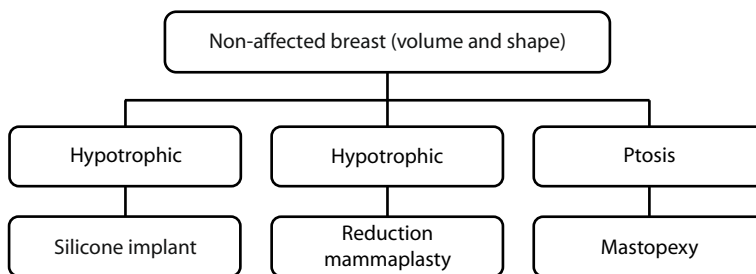 Non-affected breast (volume and shape)
Hypotrophic
Hypotrophic
Ptosis
Silicone implant
Reduction
mammaplasty
Mastopexy